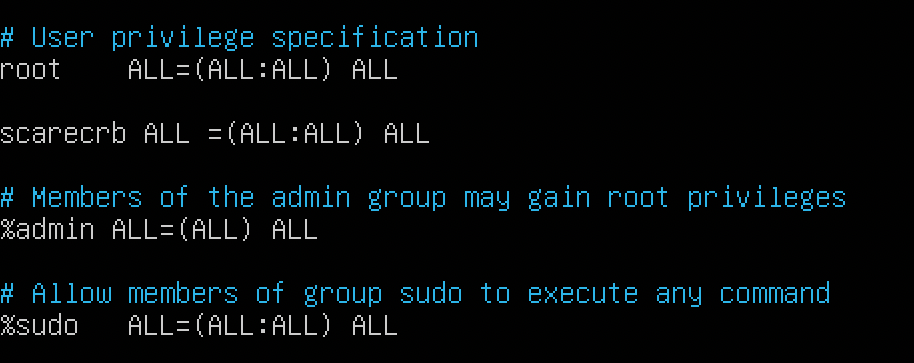 # User privilege specification
root    ALL=(ALL:ALL) ALL
scarecrb ALL =(ALL:ALL) ALL
# Members of the admin group may gain root privileges
%admin ALL=(ALL) ALL
# Allow members of group sudo to execute any command
%sudo   ALL=(ALL:ALL) ALL